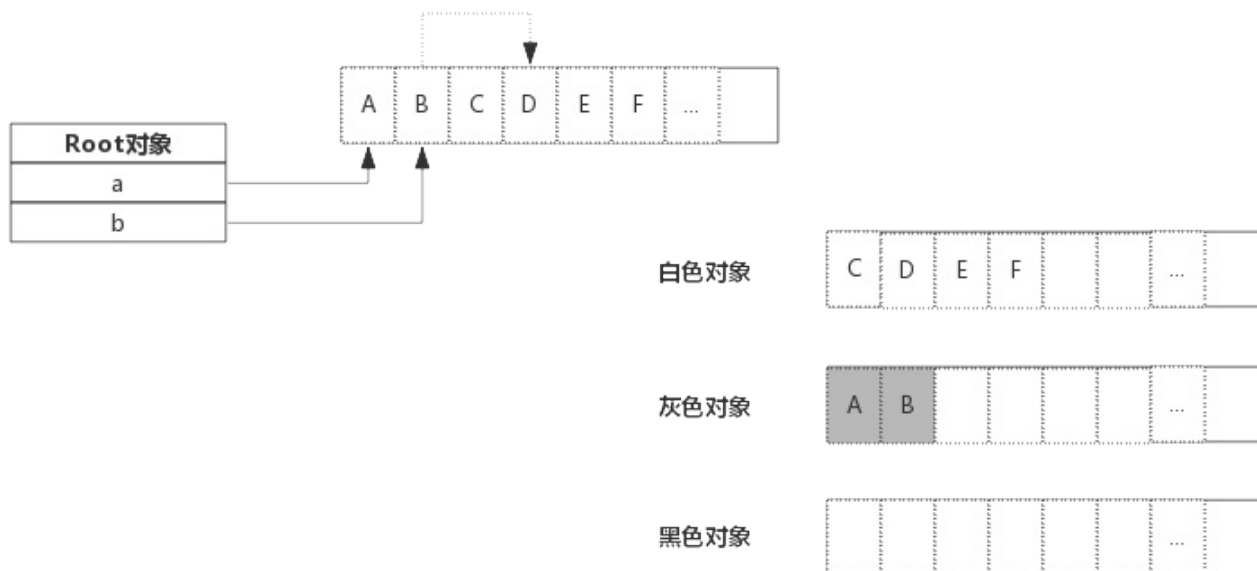 A B C D E F ...
Root对象
a
b
白色对象 C D E F ...
灰色对象 A B ...
黑色对象 ...